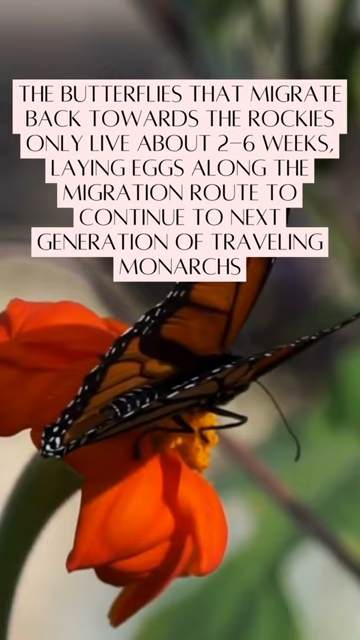 THE BUTTERFLIES THAT MIGRATE
BACK TOWARDS THE ROCKIES
ONLY LIVE ABOUT 2–6 WEEKS,
LAYING EGGS ALONG THE
MIGRATION ROUTE TO
CONTINUE TO NEXT
GENERATION OF TRAVELING
MONARCHS